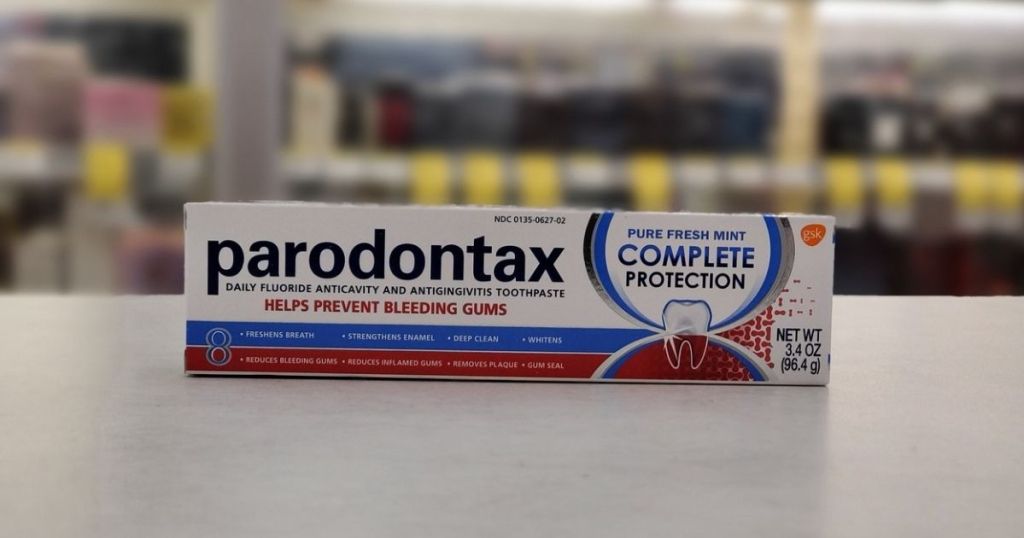 NDC 0135-0627-02
parodontax
DAILY FLUORIDE ANTICAVITY AND ANTIGINGIVITIS TOOTHPASTE
HELPS PREVENT BLEEDING GUMS
8
• FRESHENS BREATH • STRENGTHENS ENAMEL • DEEP CLEAN • WHITENS
• REDUCES BLEEDING GUMS • REDUCES INFLAMED GUMS • REMOVES PLAQUE • GUM SEAL
PURE FRESH MINT
COMPLETE
PROTECTION
gsk
NET WT
3.4 OZ
(96.4 g)